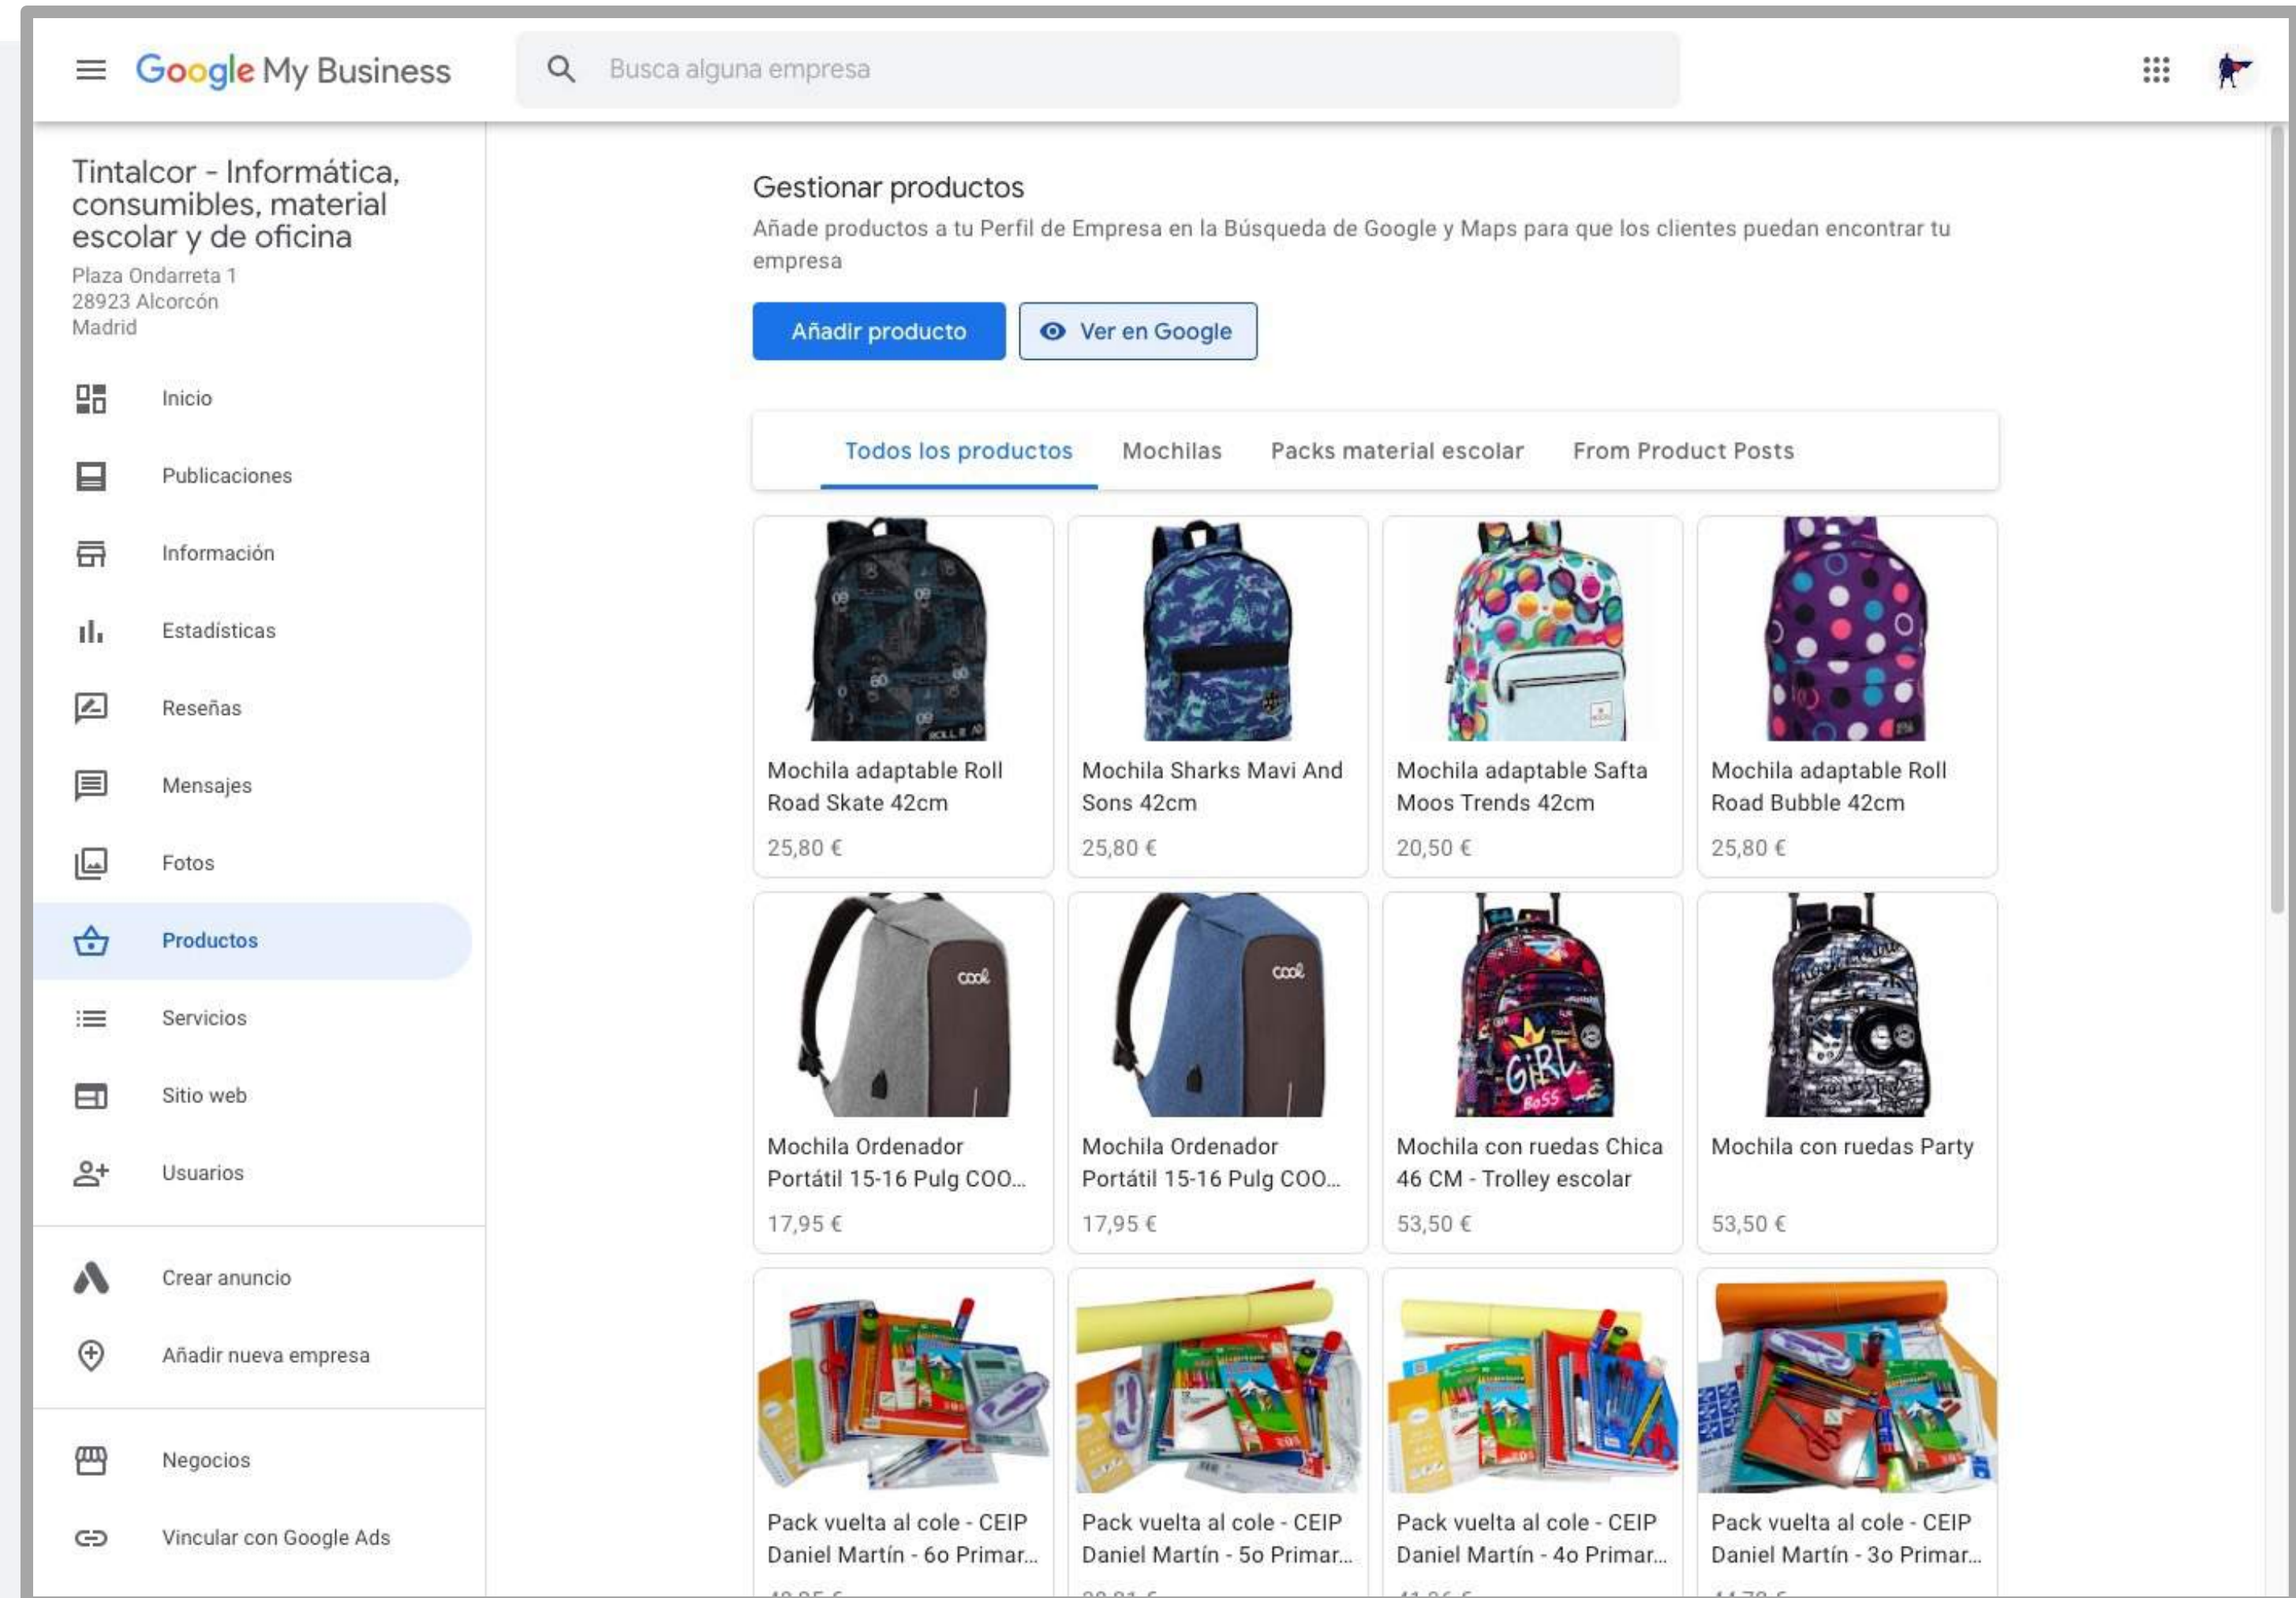 Google My Business
Busca alguna empresa
Tintalcor - Informática,
consumibles, material
escolar y de oficina
Plaza Ondarreta 1
28923 Alcorcón
Madrid
Inicio
Publicaciones
Información
Estadísticas
Reseñas
Mensajes
Fotos
Productos
Servicios
Sitio web
Usuarios
Crear anuncio
Añadir nueva empresa
Negocios
Vincular con Google Ads
Gestionar productos
Añade productos a tu Perfil de Empresa en la Búsqueda de Google y Maps para que los clientes puedan encontrar tu
empresa
Añadir producto
Ver en Google
Todos los productos
Mochilas
Packs material escolar
From Product Posts
ROLL ROAD
Mochila adaptable Roll
Road Skate 42cm
25,80 €
Mochila Sharks Mavi And
Sons 42cm
25,80 €
Mochila adaptable Safta
Moos Trends 42cm
20,50 €
Mochila adaptable Roll
Road Bubble 42cm
25,80 €
cool
Mochila Ordenador
Portátil 15-16 Pulg COO...
17,95 €
cool
Mochila Ordenador
Portátil 15-16 Pulg COO...
17,95 €
GiRL
BoSS
Mochila con ruedas Chica
46 CM - Trolley escolar
53,50 €
Mochila con ruedas Party
53,50 €
Pack vuelta al cole - CEIP
Daniel Martín - 6o Primar...
Pack vuelta al cole - CEIP
Daniel Martín - 5o Primar...
Pack vuelta al cole - CEIP
Daniel Martín - 4o Primar...
Pack vuelta al cole - CEIP
Daniel Martín - 3o Primar...